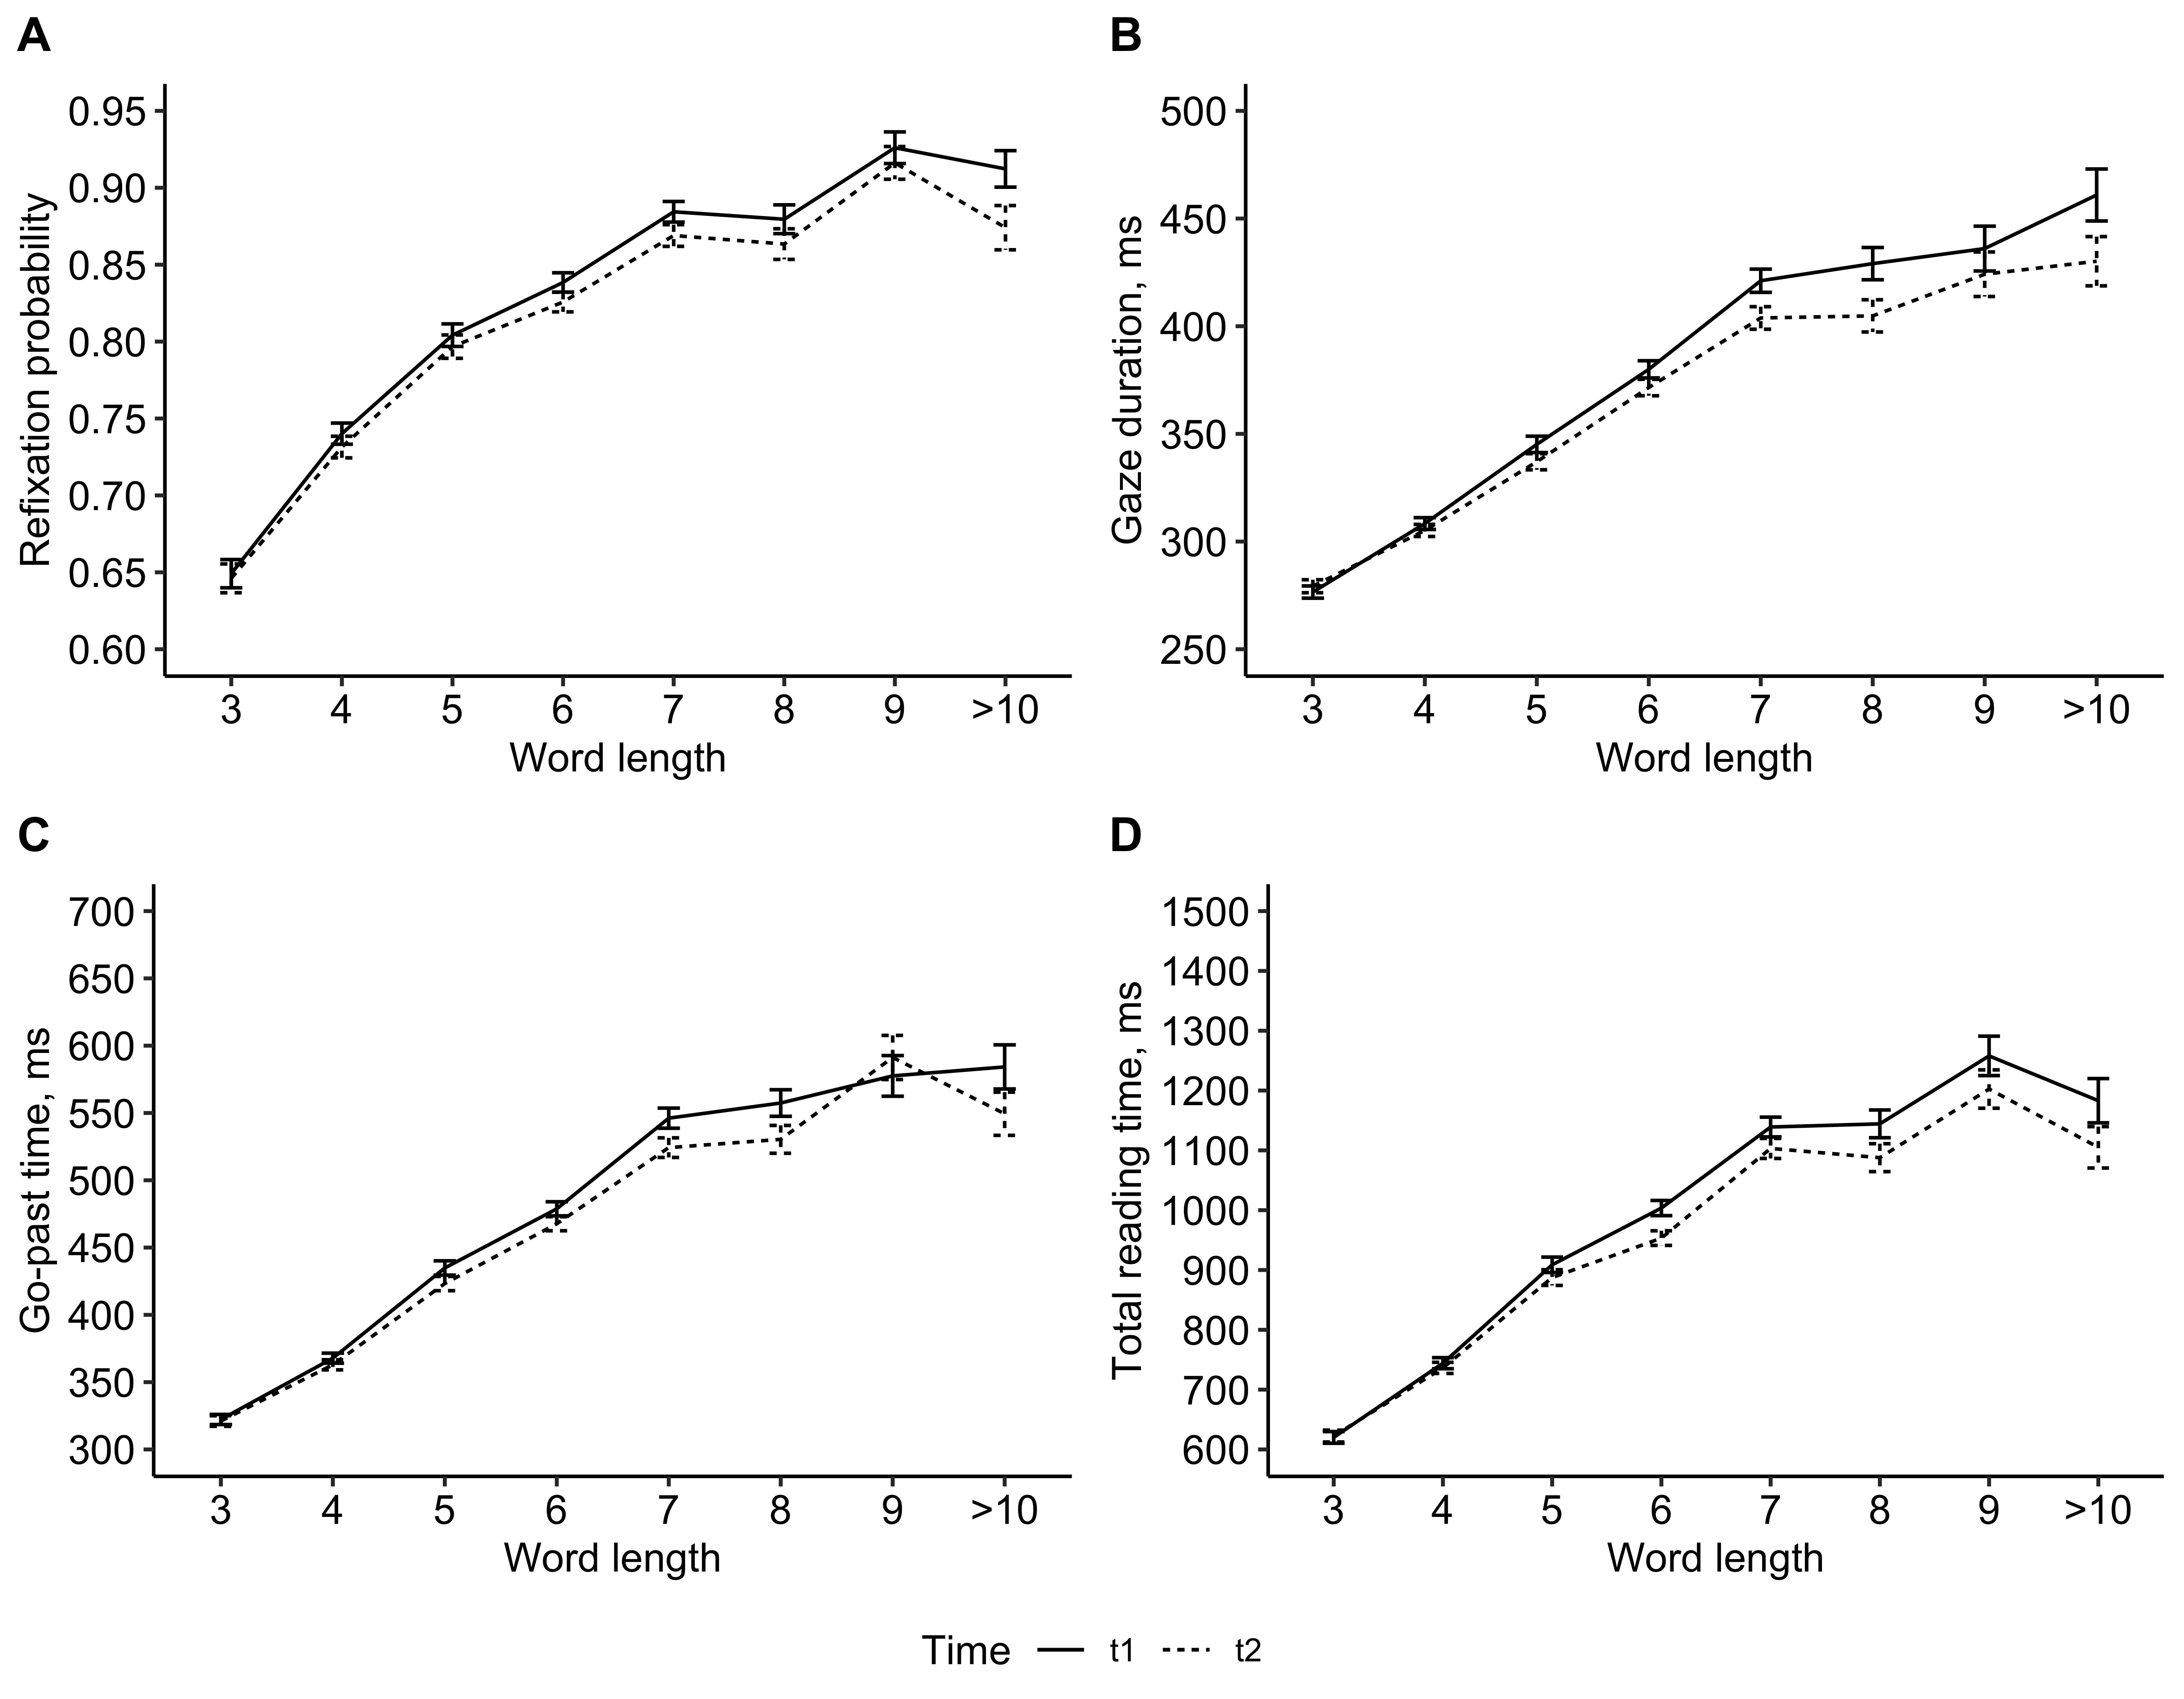 A
Refixation probability
0.95
0.90
0.85
0.80
0.75
0.70
0.65
0.60
3 4 5 6 7 8 9 >10
Word length
B
Gaze duration, ms
500
450
400
350
300
250
3 4 5 6 7 8 9 >10
Word length
C
Go-past time, ms
700
650
600
550
500
450
400
350
300
3 4 5 6 7 8 9 >10
Word length
D
Total reading time, ms
1500
1400
1300
1200
1100
1000
900
800
700
600
3 4 5 6 7 8 9 >10
Word length
Time t1 t2